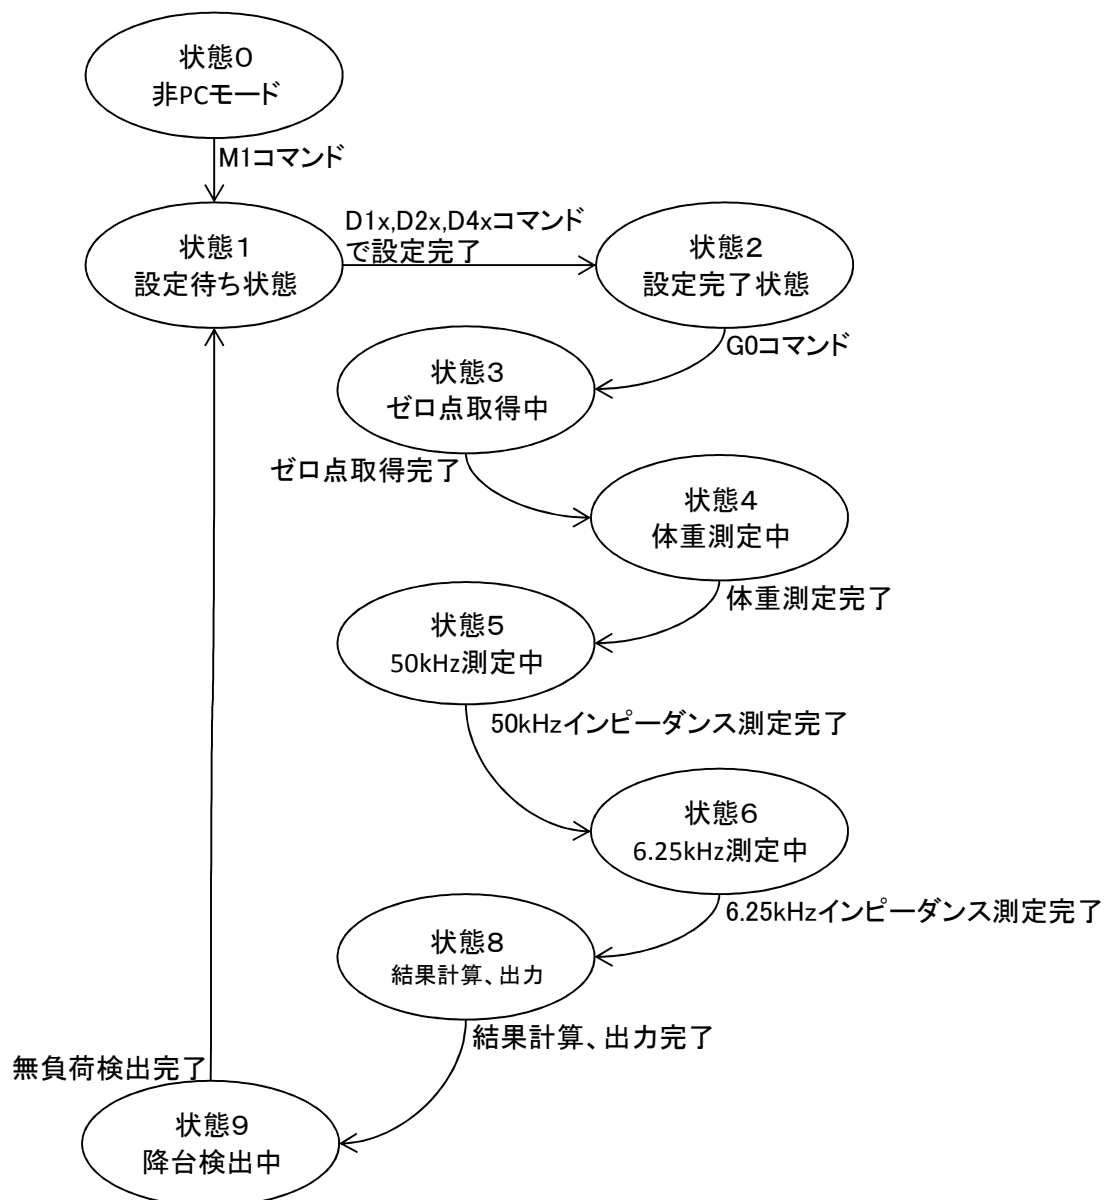 状態０
非PCモード
M1コマンド
状態１
設定待ち状態
D1x,D2x,D4xコマンド
で設定完了
状態２
設定完了状態
G0コマンド
状態３
ゼロ点取得中
ゼロ点取得完了
状態４
体重測定中
体重測定完了
状態５
50kHz測定中
50kHzインピーダンス測定完了
状態６
6.25kHz測定中
6.25kHzインピーダンス測定完了
状態８
結果計算、出力
結果計算、出力完了
無負荷検出完了
状態９
降台検出中